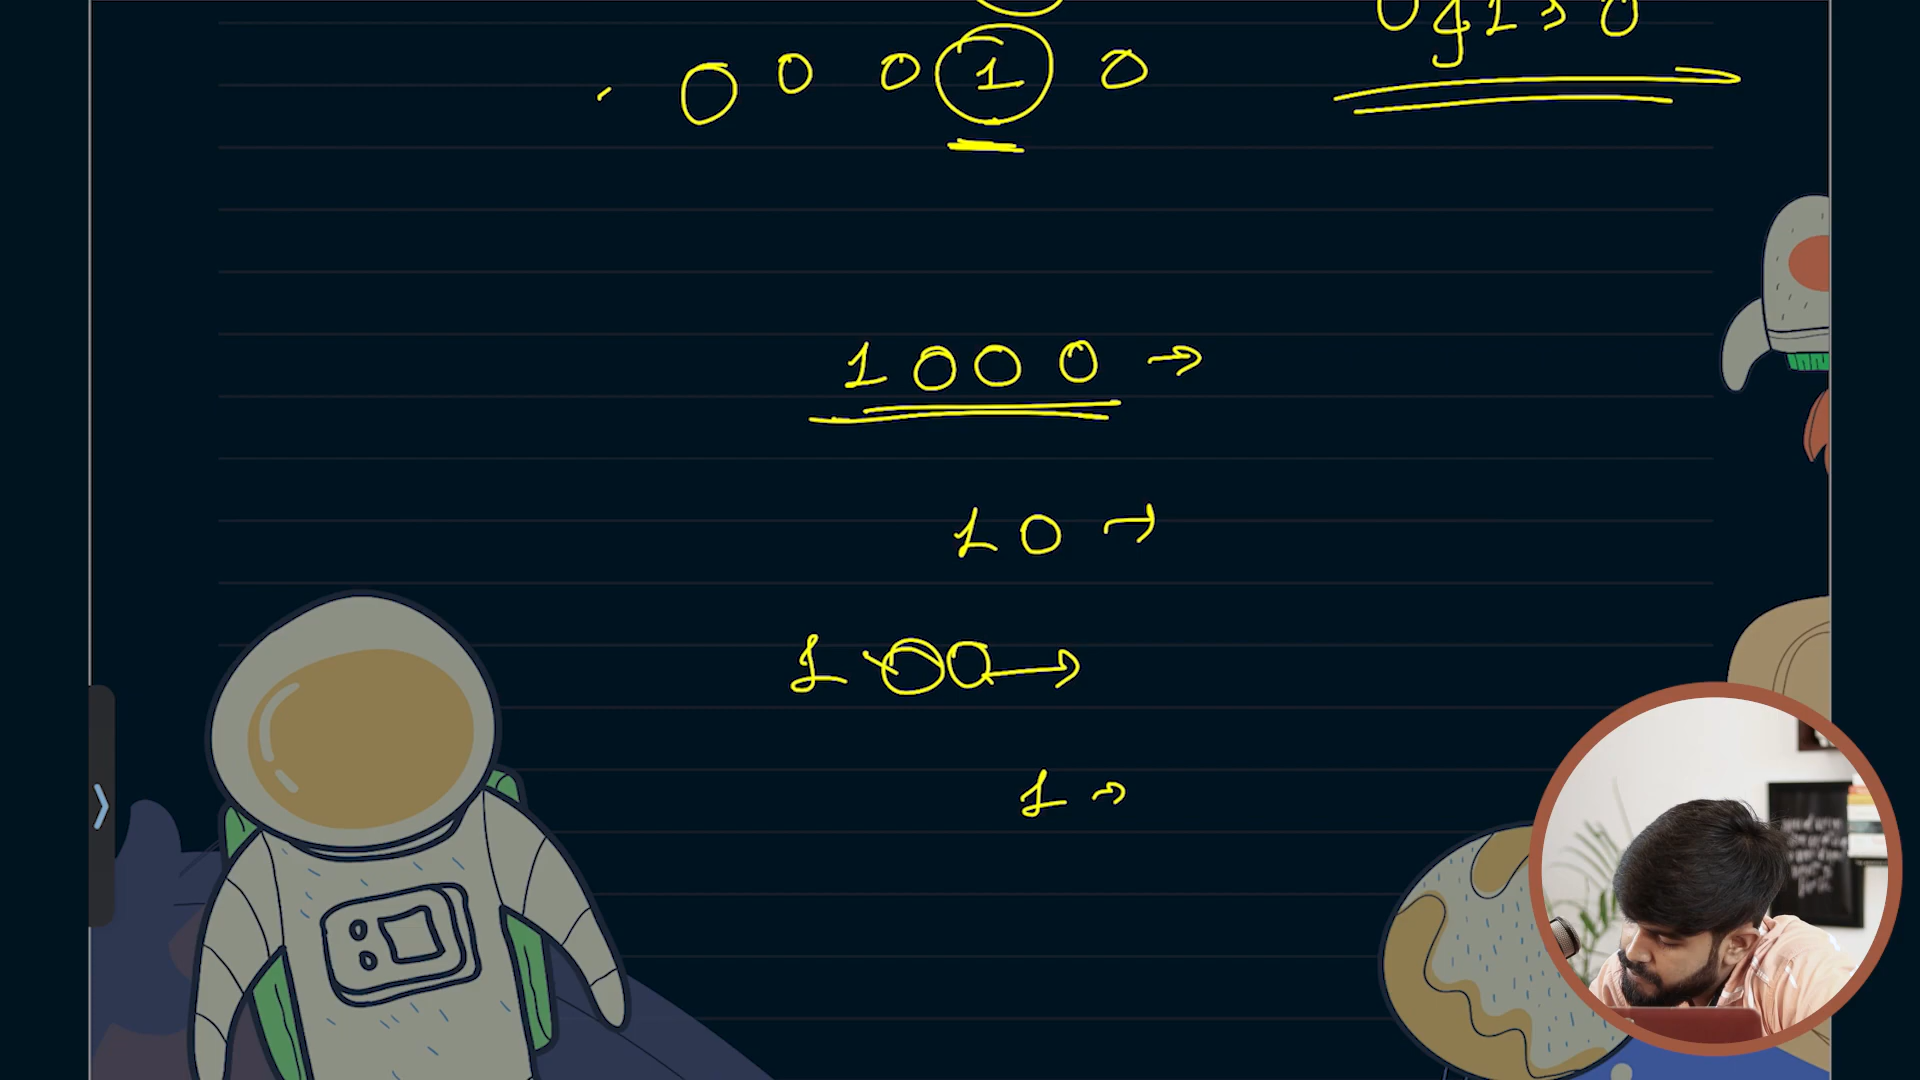 0 0 0 1 0
1 0 0 0 →
1 0 →
1 0 0 →
1 →